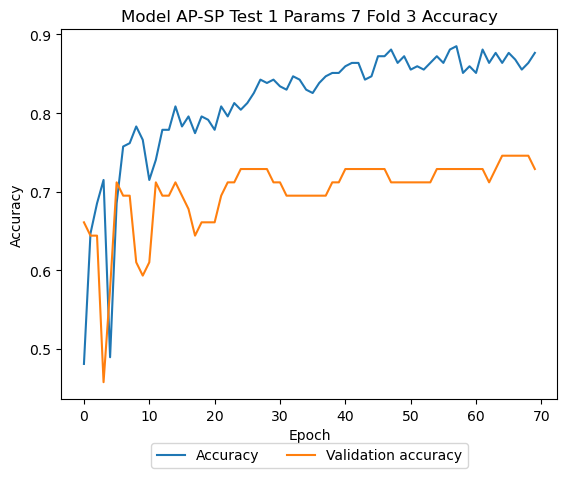 Model AP-SP Test 1 Params 7 Fold 3 Accuracy
0.9
0.8
0.7
0.6
0.5
Accuracy
0 10 20 30 40 50 60 70
Epoch
Accuracy Validation accuracy